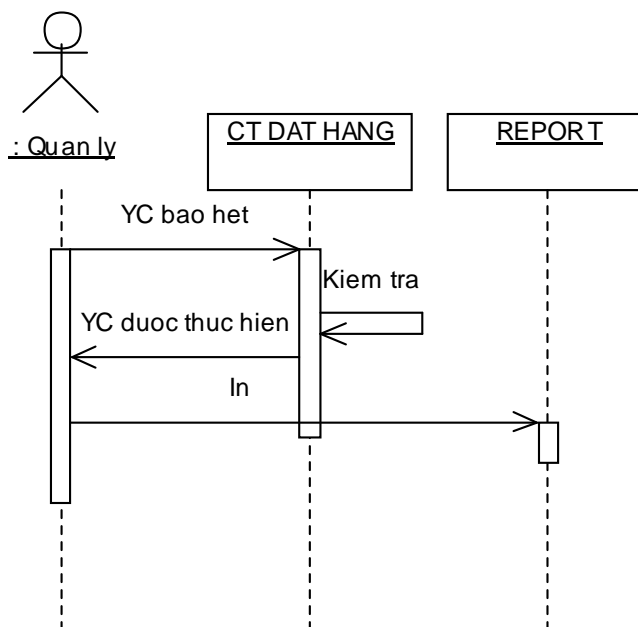 : Quan ly
CT DAT HANG
REPORT
YC bao het
Kiem tra
YC duoc thuc hien
In